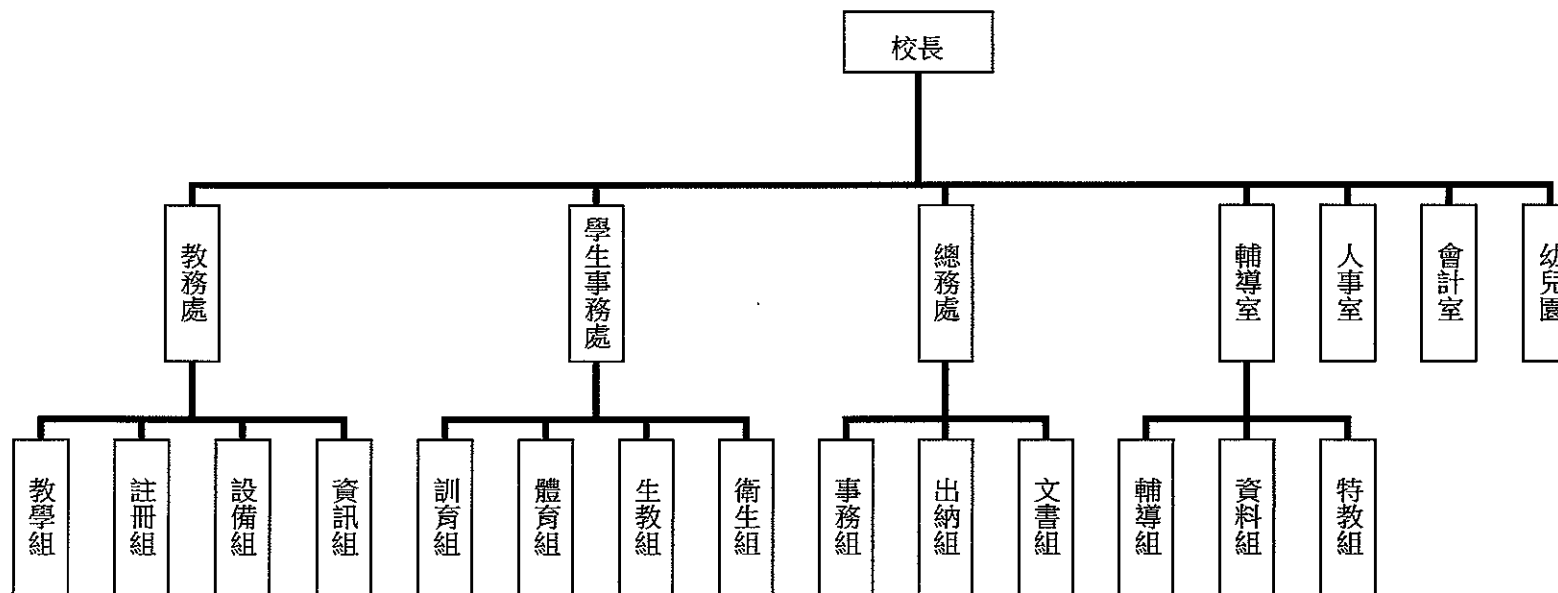 校長
教務處
學生事務處
總務處
輔導室
人事室
會計室
幼兒園
教學組
註冊組
設備組
資訊組
訓育組
體育組
生教組
衛生組
事務組
出納組
文書組
輔導組
資料組
特教組